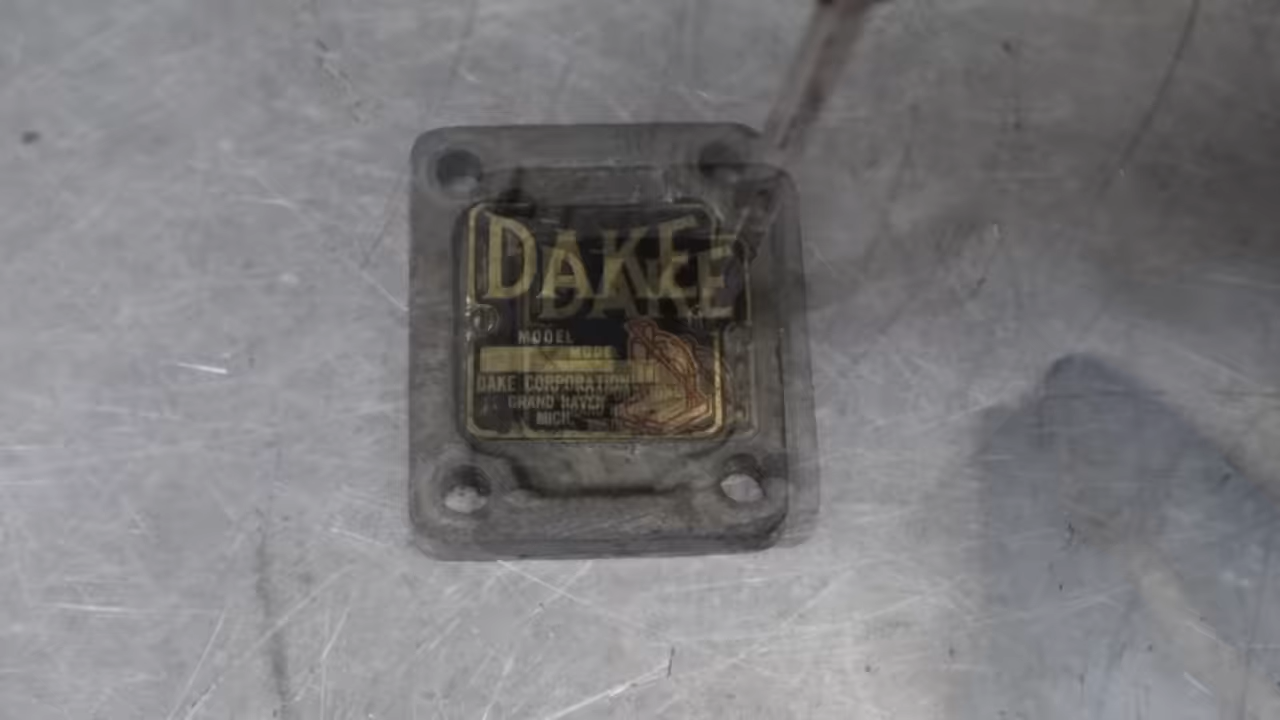 DAKE
MODEL
DAKE CORPORATION
GRAND HAVEN
MICH.